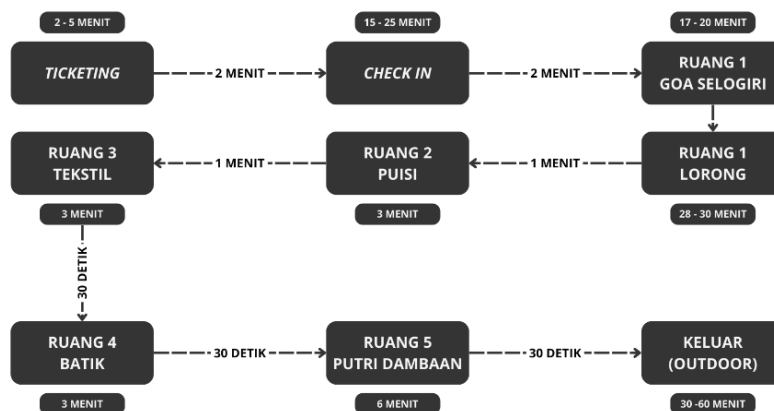 2 - 5 MENIT
15 - 25 MENIT
17 - 20 MENIT
TICKETING
2 MENIT
CHECK IN
2 MENIT
RUANG 1
GOA SELOGIRI
RUANG 3
TEKSTIL
1 MENIT
RUANG 2
PUISI
1 MENIT
RUANG 1
LORONG
3 MENIT
3 MENIT
28 - 30 MENIT
30 DETIK
RUANG 4
BATIK
30 DETIK
RUANG 5
PUTRI DAMBAAN
30 DETIK
KELUAR
(OUTDOOR)
3 MENIT
6 MENIT
30 -60 MENIT